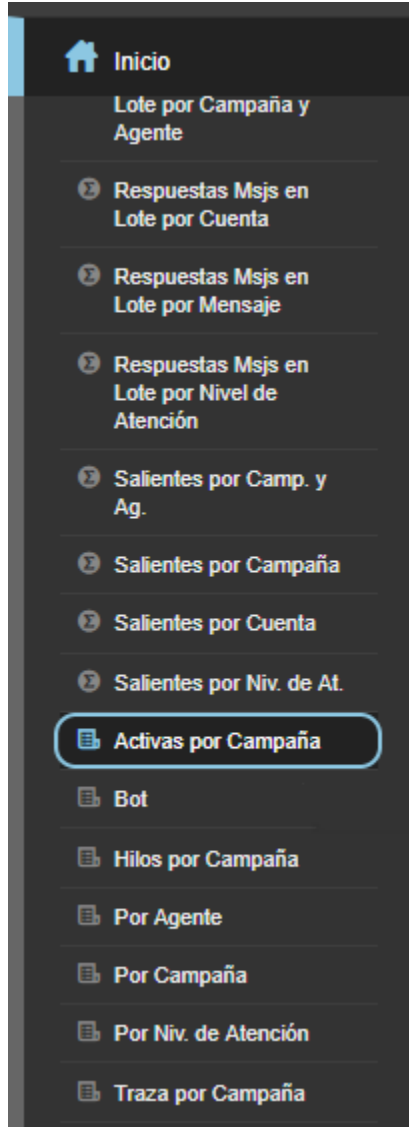 Inicio
Lote por Campaña y
Agente
Respuestas Msjs en
Lote por Cuenta
Respuestas Msjs en
Lote por Mensaje
Respuestas Msjs en
Lote por Nivel de
Atención
Salientes por Camp. y
Ag.
Salientes por Campaña
Salientes por Cuenta
Salientes por Niv. de At.
Activas por Campaña
Bot
Hilos por Campaña
Por Agente
Por Campaña
Por Niv. de Atención
Traza por Campaña